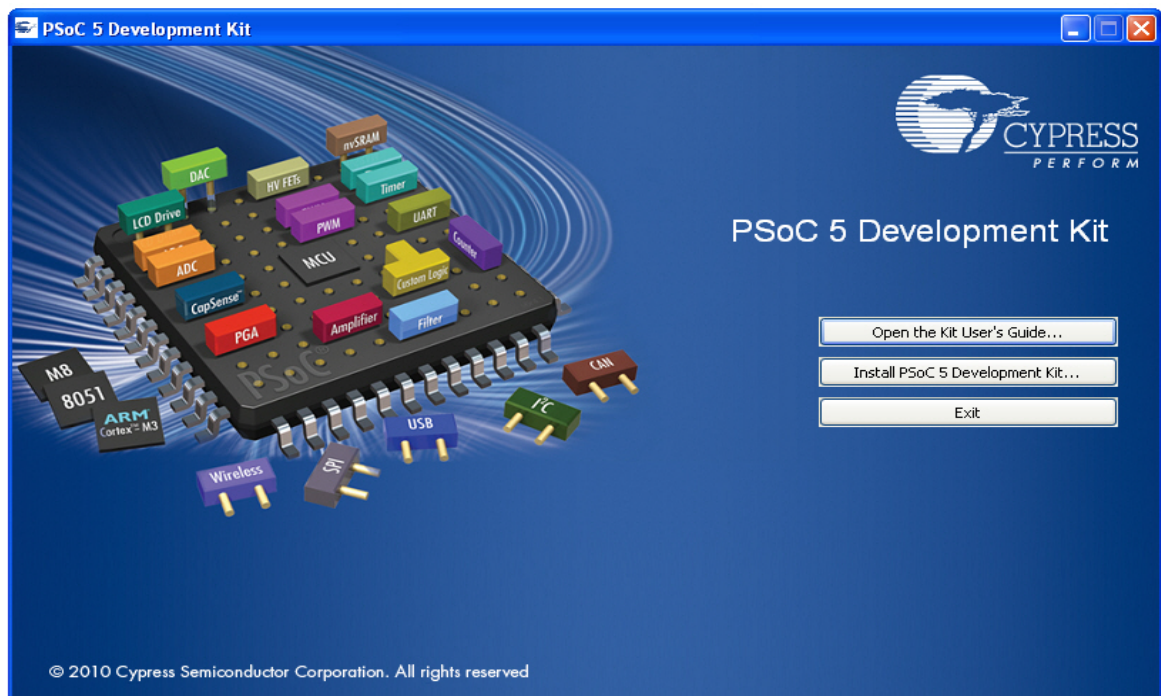 PSoC 5 Development Kit
CYPRESS
PERFORM
PSoC 5 Development Kit
Open the Kit User's Guide...
Install PSoC 5 Development Kit...
Exit
nvSRAM
DAC
HV FETs
Timer
LCD Drive
PWM
UART
Counter
ADC
MCU
Custom Logic
CapSense™
PGA
Amplifier
Filter
PSoC®
M8
8051
ARM
Cortex™- M3
CAN
I²C
USB
SPI
Wireless
© 2010 Cypress Semiconductor Corporation. All rights reserved